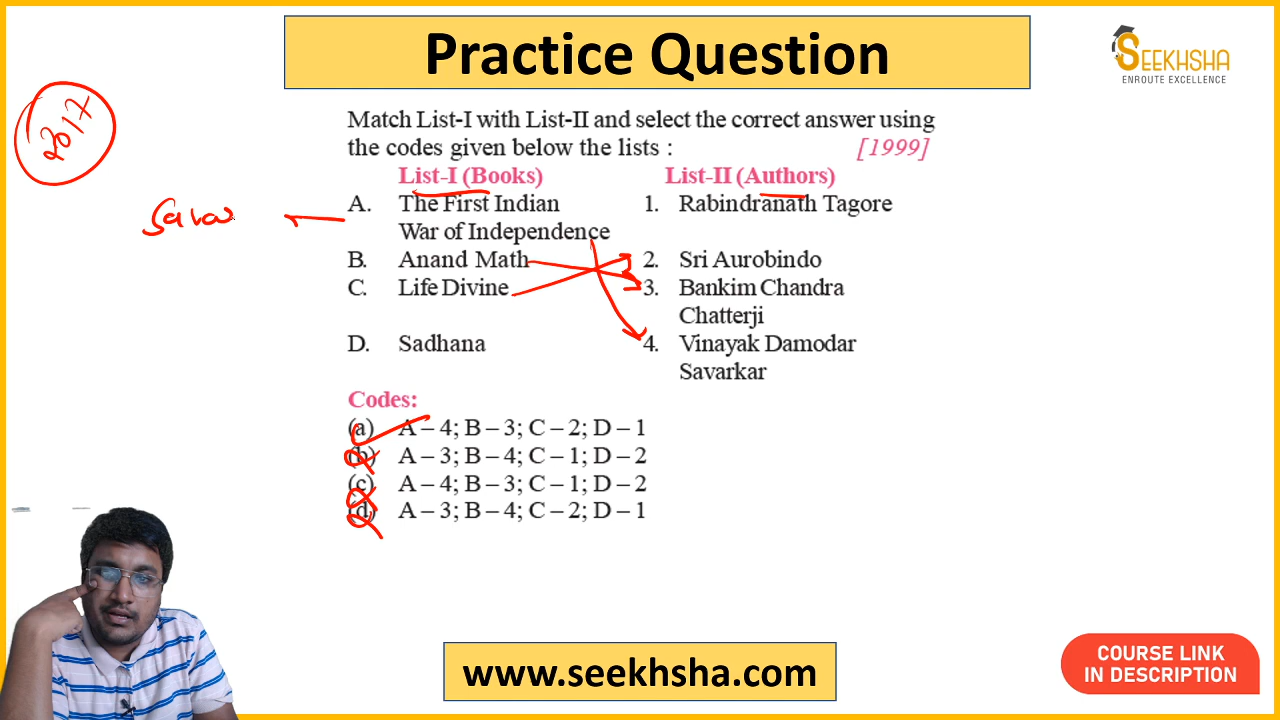 Practice Question
SEEKHSHA
ENROUTE EXCELLENCE
2017
Match List-I with List-II and select the correct answer using
the codes given below the lists : [1999]
List-I (Books) List-II (Authors)
A. The First Indian 1. Rabindranath Tagore
War of Independence
B. Anand Math 2. Sri Aurobindo
C. Life Divine 3. Bankim Chandra
Chatterji
D. Sadhana 4. Vinayak Damodar
Savarkar
Codes:
(a) A – 4; B – 3; C – 2; D – 1
(b) A – 3; B – 4; C – 1; D – 2
(c) A – 4; B – 3; C – 1; D – 2
(d) A – 3; B – 4; C – 2; D – 1
www.seekhsha.com
COURSE LINK
IN DESCRIPTION